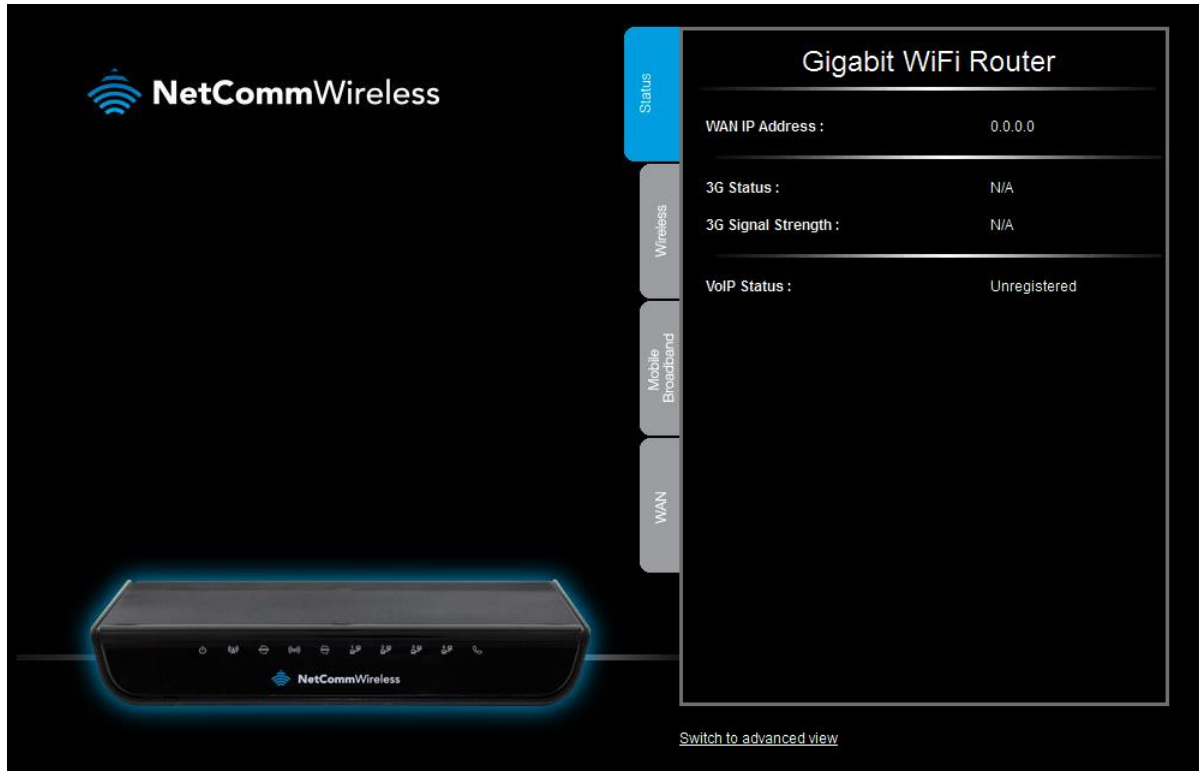 NetCommWireless
Status
Wireless
Mobile
Broadband
WAN
Gigabit WiFi Router
WAN IP Address : 0.0.0.0
3G Status : N/A
3G Signal Strength : N/A
VoIP Status : Unregistered
NetCommWireless
Switch to advanced view